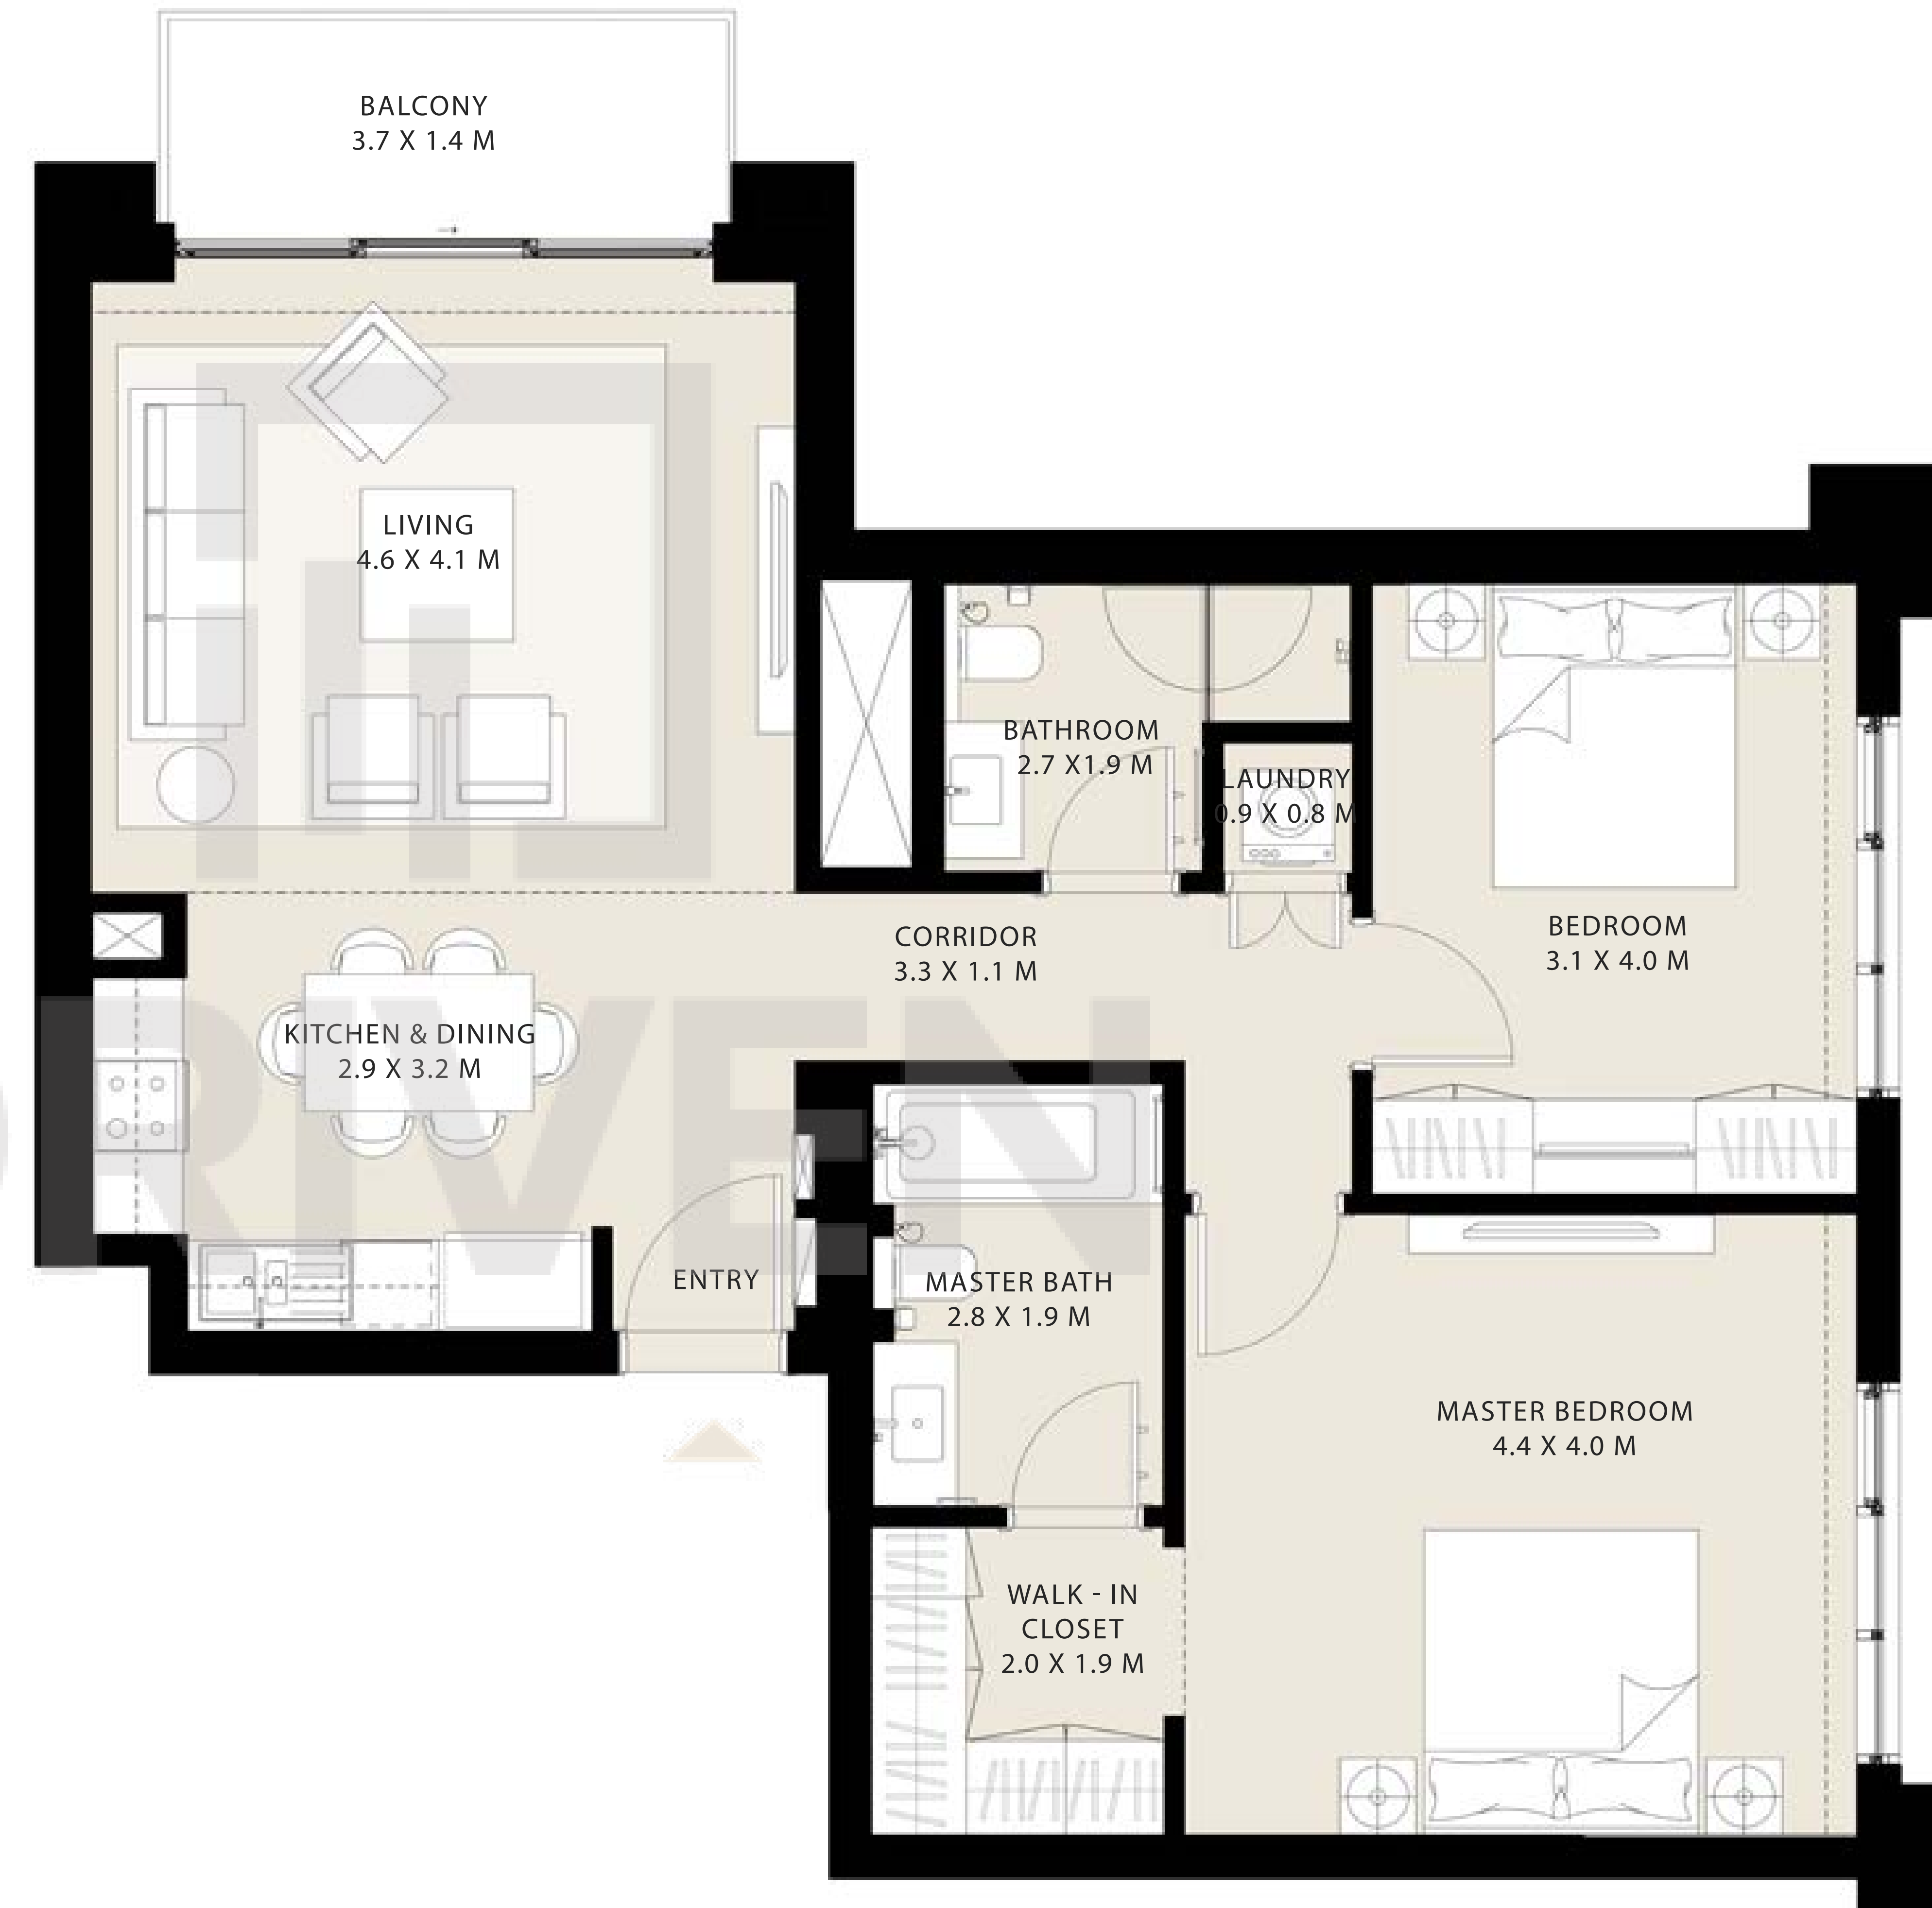 BALCONY
3.7 X 1.4 M
LIVING
4.6 X 4.1 M
BATHROOM
2.7 X1.9 M
LAUNDRY
0.9 X 0.8 M
BEDROOM
3.1 X 4.0 M
CORRIDOR
3.3 X 1.1 M
KITCHEN & DINING
2.9 X 3.2 M
ENTRY
MASTER BATH
2.8 X 1.9 M
MASTER BEDROOM
4.4 X 4.0 M
WALK - IN
CLOSET
2.0 X 1.9 M
RIVEN